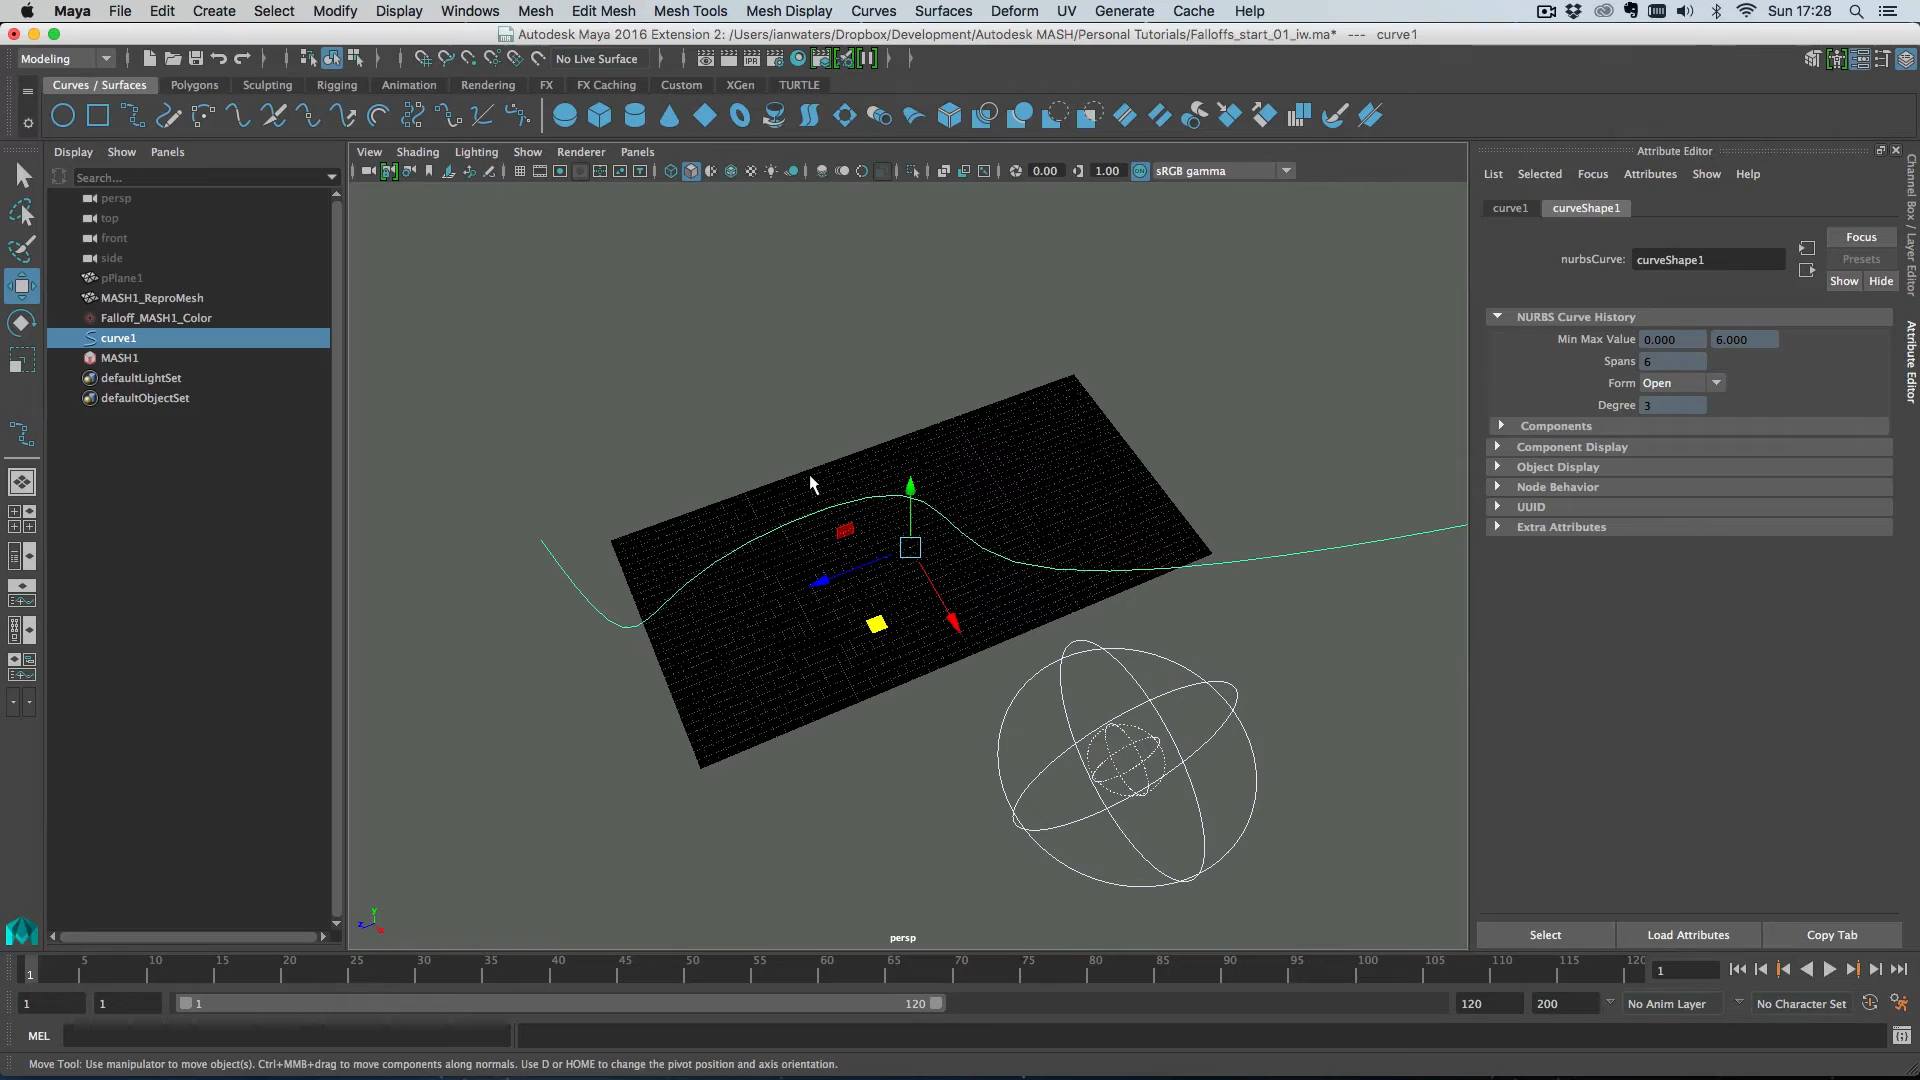 Maya File Edit Create Select Modify Display Windows Mesh Edit Mesh Mesh Tools Mesh Display Curves Surfaces Deform UV Generate Cache Help Sun 17:28
Autodesk Maya 2016 Extension 2: /Users/ianwaters/Dropbox/Development/Autodesk MASH/Personal Tutorials/Falloffs_start_01_iw.ma* --- curve1
Modeling No Live Surface IPR
Curves / Surfaces Polygons Sculpting Rigging Animation Rendering FX FX Caching Custom XGen TURTLE
Display Show Panels
View Shading Lighting Show Renderer Panels
Attribute Editor
Search...
0.00 1.00 ON sRGB gamma
List Selected Focus Attributes Show Help
persp
top
front
side
pPlane1
MASH1_ReproMesh
Falloff_MASH1_Color
curve1
MASH1
defaultLightSet
defaultObjectSet
curve1 curveShape1
Focus
nurbsCurve: curveShape1
Presets
Show Hide
NURBS Curve History
Min Max Value 0.000 6.000
Spans 6
Form Open
Degree 3
Components
Component Display
Object Display
Node Behavior
UUID
Extra Attributes
Channel Box / Layer Editor
Attribute Editor
y
z x
persp
Select Load Attributes Copy Tab
1 5 10 15 20 25 30 35 40 45 50 55 60 65 70 75 80 85 90 95 100 105 110 115 120 1
1 1 1 120 120 200 No Anim Layer No Character Set
MEL
Move Tool: Use manipulator to move object(s). Ctrl+MMB+drag to move components along normals. Use D or HOME to change the pivot position and axis orientation.